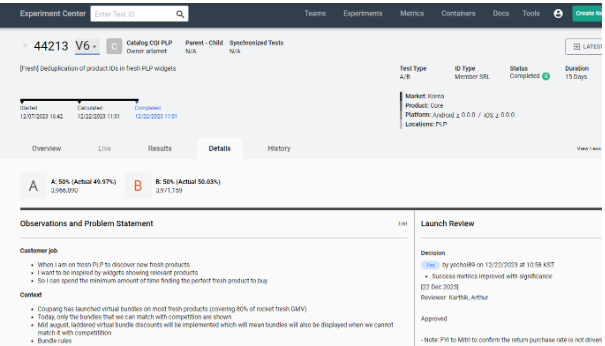 Experiment Center
Enter Test ID
Teams
Experiments
Metrics
Containers
Docs
Tools
Create Ne
44213 V6
C
Catalog CQI PLP
Owner arlamet
Parent - Child
N/A
Synchronized Tests
N/A
LATEST
[Fresh] Deduplication of product IDs in fresh PLP widgets
Test Type
A/B
ID Type
Member SRL
Status
Completed
Duration
15 Days
Market: Korea
Product: Core
Platform: Android ≥ 0.0.0 / iOS ≥ 0.0.0
Locations: PLP
Started
12/07/2023 16:42
Calculated
12/22/2023 11:01
Completed
12/22/2023 11:01
Overview
Live
Results
Details
History
View Less
A
A: 50% (Actual 49.97%)
3,966,890
B
B: 50% (Actual 50.03%)
3,971,159
Observations and Problem Statement
Edit
Customer job
• When I am on fresh PLP to discover new fresh products
• I want to be inspired by widgets showing relevant products
• So I can spend the minimum amount of time finding the perfect fresh product to buy
Context
• Coupang has launched virtual bundles on most fresh products (covering 80% of rocket fresh GMV)
• Today, only the bundles that we can match with competition are shown
• Mid august, laddered virtual bundle discounts will be implemented which will mean bundles will also be displayed when we cannot
match it with competition
• Bundle rules
Launch Review
Decision
Yes by yechoi89 on 12/22/2023 at 10:58 KST
• Success metrics improved with significance
[22 Dec 2023]
Reviewer: Karthik, Arthur
Approved
- Note: FYI to Mitri to confirm the return purchase rate is not driven